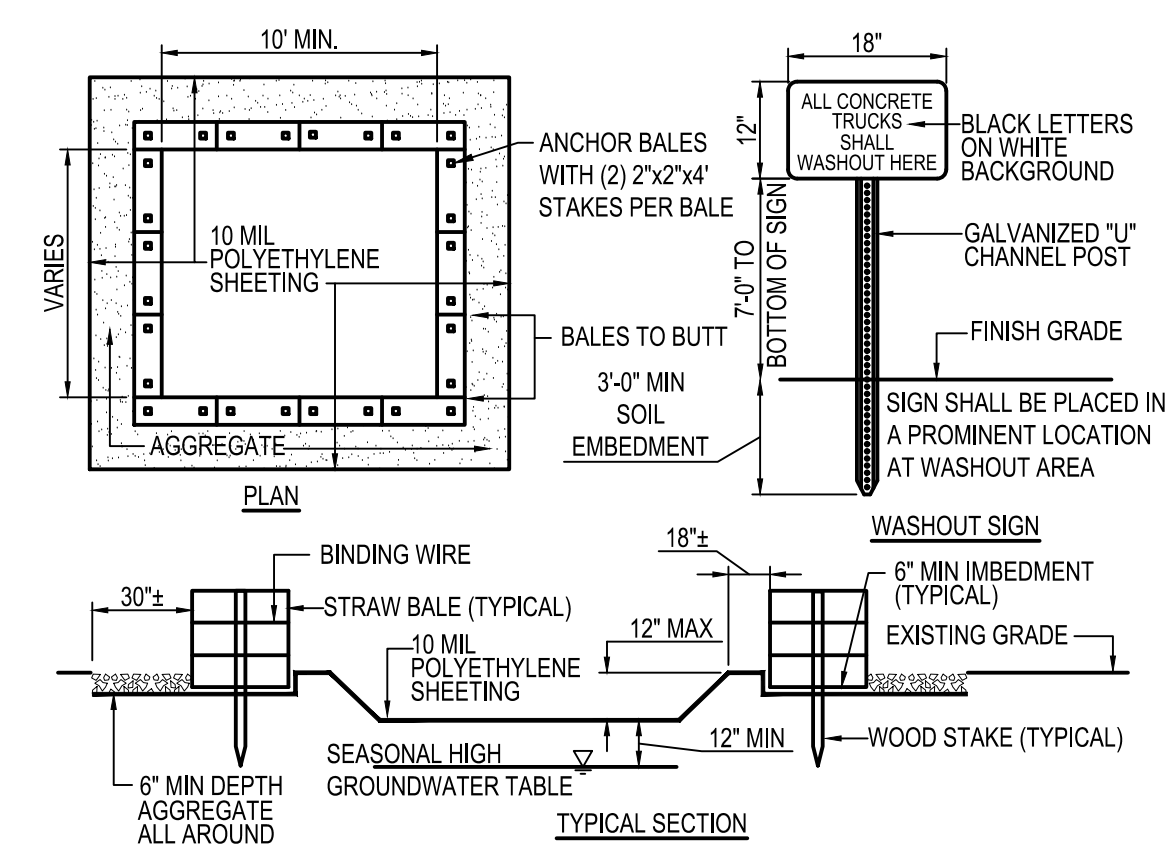 10' MIN.
VARIES
10 MIL
POLYETHYLENE
SHEETING
AGGREGATE
PLAN
ANCHOR BALES
WITH (2) 2"x2"x4'
STAKES PER BALE
BALES TO BUTT
18"
12"
ALL CONCRETE
TRUCKS
SHALL
WASHOUT HERE
BLACK LETTERS
ON WHITE
BACKGROUND
7'-0" TO
BOTTOM OF SIGN
GALVANIZED "U"
CHANNEL POST
FINISH GRADE
3'-0" MIN
SOIL
EMBEDMENT
SIGN SHALL BE PLACED IN
A PROMINENT LOCATION
AT WASHOUT AREA
WASHOUT SIGN
30"±
BINDING WIRE
STRAW BALE (TYPICAL)
10 MIL
POLYETHYLENE
SHEETING
12" MAX
18"±
6" MIN IMBEDMENT
(TYPICAL)
EXISTING GRADE
SEASONAL HIGH
GROUNDWATER TABLE
12" MIN
WOOD STAKE (TYPICAL)
6" MIN DEPTH
AGGREGATE
ALL AROUND
TYPICAL SECTION